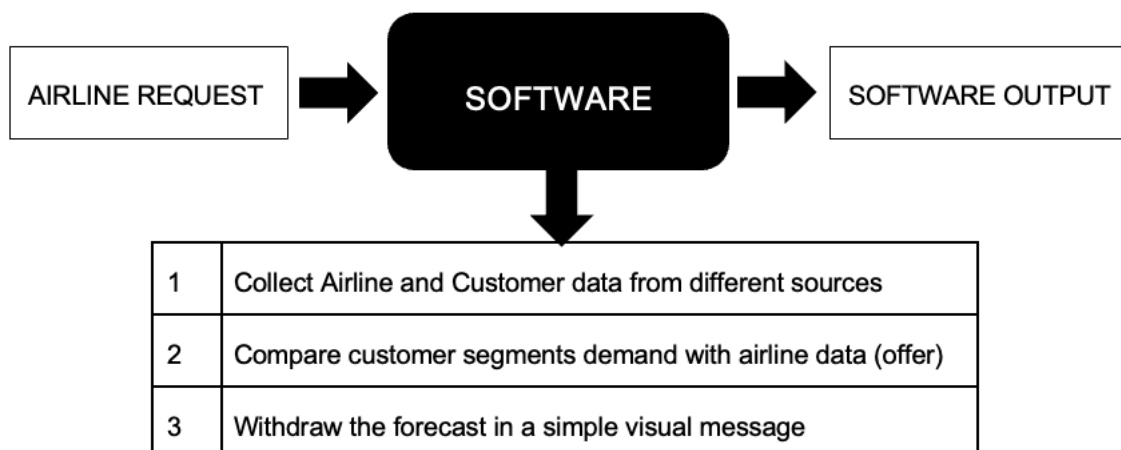 AIRLINE REQUEST
SOFTWARE
SOFTWARE OUTPUT
1 Collect Airline and Customer data from different sources
2 Compare customer segments demand with airline data (offer)
3 Withdraw the forecast in a simple visual message